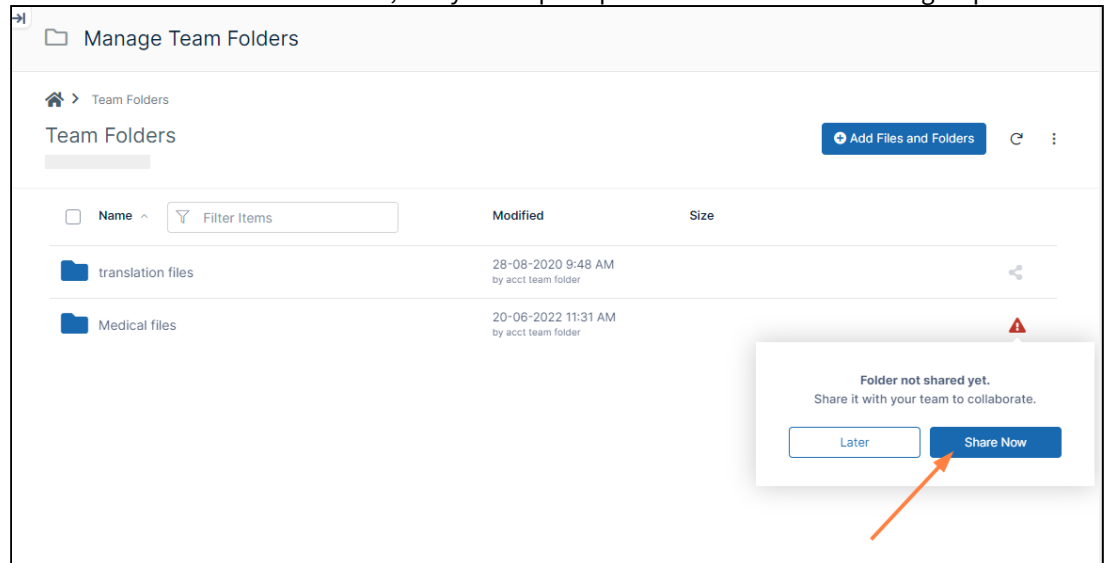 Manage Team Folders
Team Folders
Team Folders
Add Files and Folders
Name
Filter Items
Modified
Size
translation files
28-08-2020 9:48 AM
by acct team folder
Medical files
20-06-2022 11:31 AM
by acct team folder
Folder not shared yet.
Share it with your team to collaborate.
Later
Share Now